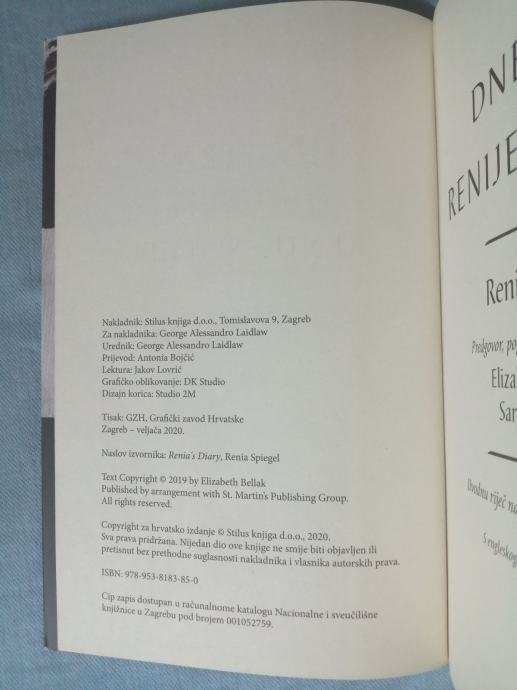 Nakladnik: Stilus knjiga d.o.o., Tomislavova 9, Zagreb
Za nakladnika: George Alessandro Laidlaw
Urednik: George Alessandro Laidlaw
Prijevod: Antonia Bojčić
Lektura: Jakov Lovrić
Grafičko oblikovanje: DK Studio
Dizajn korica: Studio 2M
Tisak: GZH, Grafički zavod Hrvatske
Zagreb – veljača 2020.
Naslov izvornika: Renia's Diary, Renia Spiegel
Text Copyright © 2019 by Elizabeth Bellak
Published by arrangement with St. Martin's Publishing Group.
All rights reserved.
Copyright za hrvatsko izdanje © Stilus knjiga d.o.o., 2020.
Sva prava pridržana. Nijedan dio ove knjige ne smije biti objavljen ili
pretisnut bez prethodne suglasnosti nakladnika i vlasnika autorskih prava.
ISBN: 978-953-8183-85-0
Cip zapis dostupan u računalnome katalogu Nacionalne i sveučilišne
knjižnice u Zagrebu pod brojem 001052759.
DNE
RENIJE
Reni
Predgovor, po
Eliza
Sar
Uvodnu riječ na
S engleskog